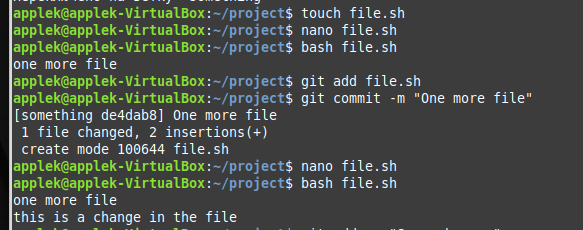 applek@applek-VirtualBox:~/project$ touch file.sh
applek@applek-VirtualBox:~/project$ nano file.sh
applek@applek-VirtualBox:~/project$ bash file.sh
one more file
applek@applek-VirtualBox:~/project$ git add file.sh
applek@applek-VirtualBox:~/project$ git commit -m "One more file"
[something de4dab8] One more file
 1 file changed, 2 insertions(+)
 create mode 100644 file.sh
applek@applek-VirtualBox:~/project$ nano file.sh
applek@applek-VirtualBox:~/project$ bash file.sh
one more file
this is a change in the file